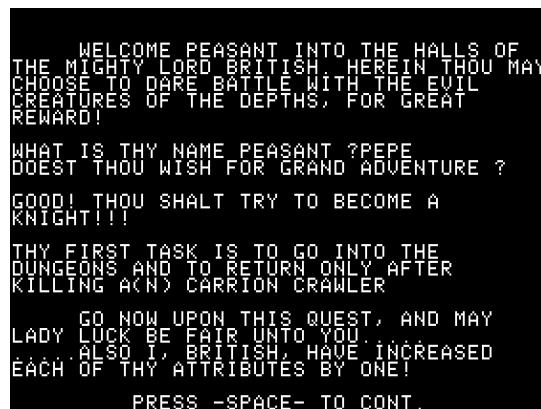 WELCOME PEASANT INTO THE HALLS OF
THE MIGHTY LORD BRITISH. HEREIN THOU MAY
CHOOSE TO DARE BATTLE WITH THE EVIL
CREATURES OF THE DEPTHS, FOR GREAT
REWARD!
WHAT IS THY NAME PEASANT ?PEPE
DOEST THOU WISH FOR GRAND ADVENTURE ?
GOOD! THOU SHALT TRY TO BECOME A
KNIGHT!!!
THY FIRST TASK IS TO GO INTO THE
DUNGEONS AND TO RETURN ONLY AFTER
KILLING A(N) CARRION CRAWLER
GO NOW UPON THIS QUEST, AND MAY
LADY LUCK BE FAIR UNTO YOU.....
.....ALSO I, BRITISH, HAVE INCREASED
EACH OF THY ATTRIBUTES BY ONE!
PRESS -SPACE- TO CONT.